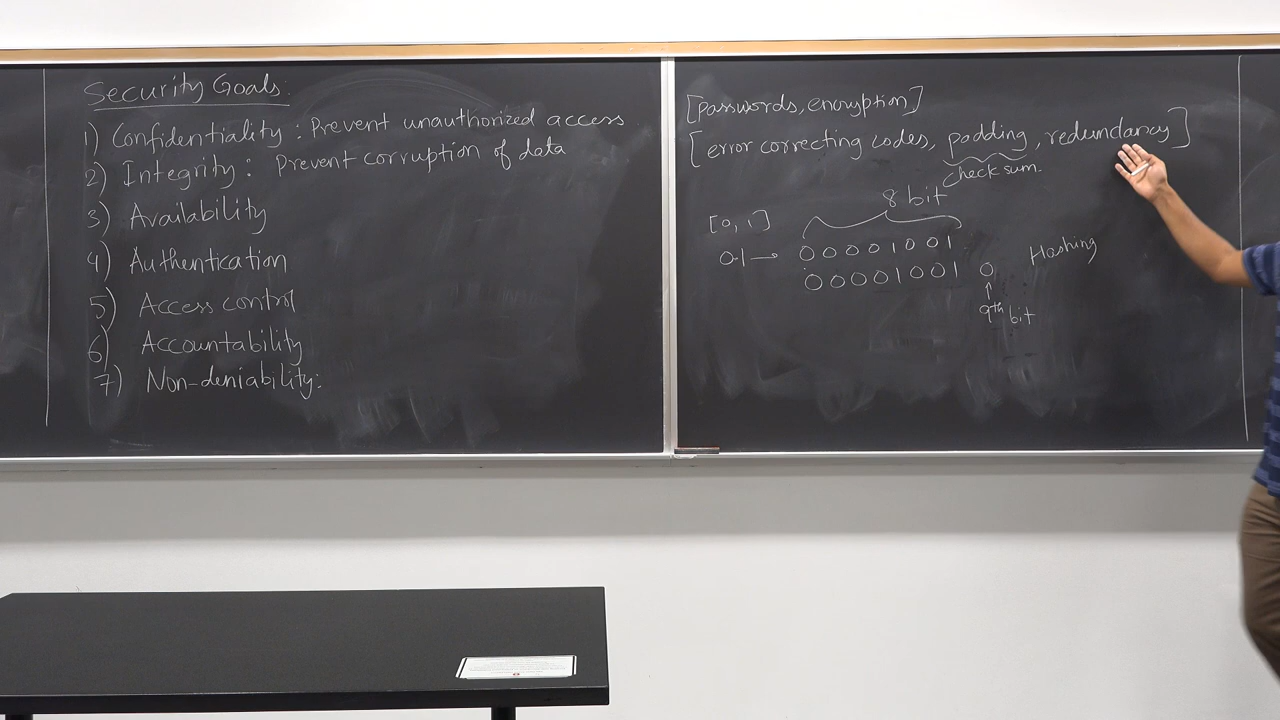 Security Goals:
1) Confidentiality : Prevent unauthorized access
2) Integrity : Prevent corruption of data
3) Availability
4) Authentication
5) Access control
6) Accountability
7) Non-deniability:
[Passwords, encryption]
[error correcting codes, padding, redundancy]
check sum.
8 bit
[0,1]
0.1 → 00001001
00001001 0
↑
9th bit
Hashing